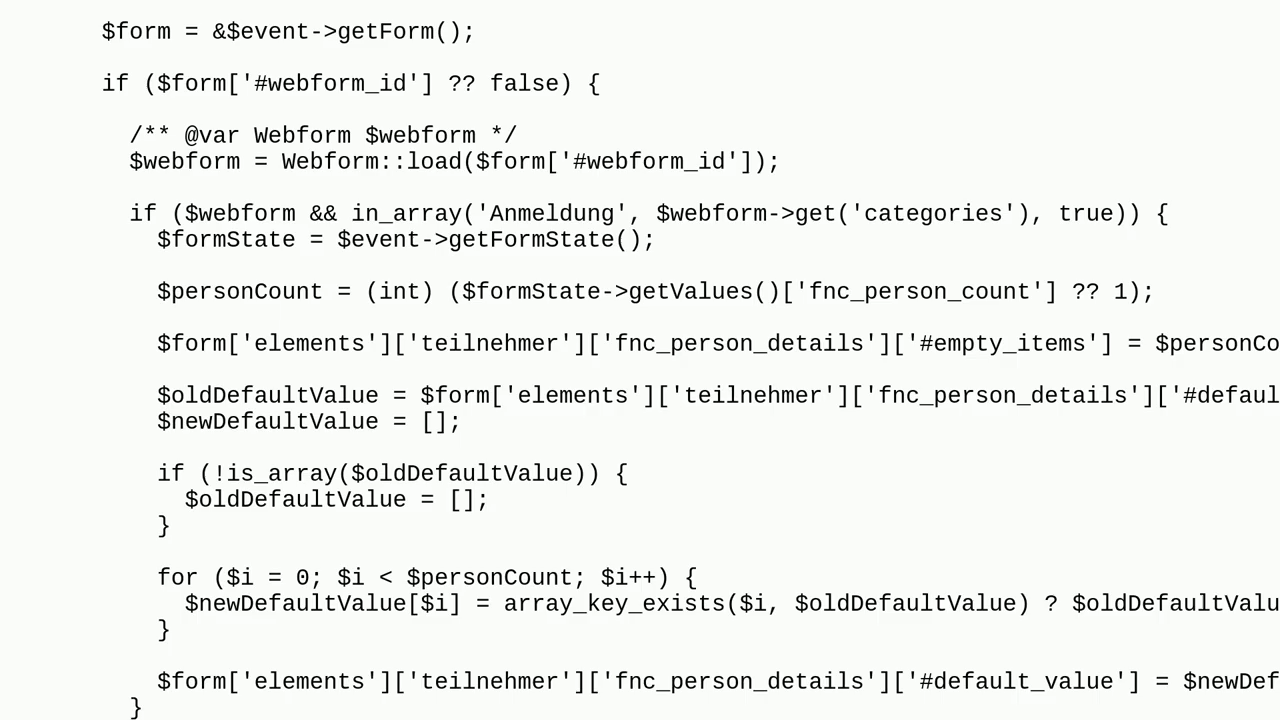 $form = &$event->getForm();
if ($form['#webform_id'] ?? false) {
/** @var Webform $webform */
$webform = Webform::load($form['#webform_id']);
if ($webform && in_array('Anmeldung', $webform->get('categories'), true)) {
$formState = $event->getFormState();
$personCount = (int) ($formState->getValues()['fnc_person_count'] ?? 1);
$form['elements']['teilnehmer']['fnc_person_details']['#empty_items'] = $personCo
$oldDefaultValue = $form['elements']['teilnehmer']['fnc_person_details']['#defaul
$newDefaultValue = [];
if (!is_array($oldDefaultValue)) {
$oldDefaultValue = [];
}
for ($i = 0; $i < $personCount; $i++) {
$newDefaultValue[$i] = array_key_exists($i, $oldDefaultValue) ? $oldDefaultValu
}
$form['elements']['teilnehmer']['fnc_person_details']['#default_value'] = $newDef
}